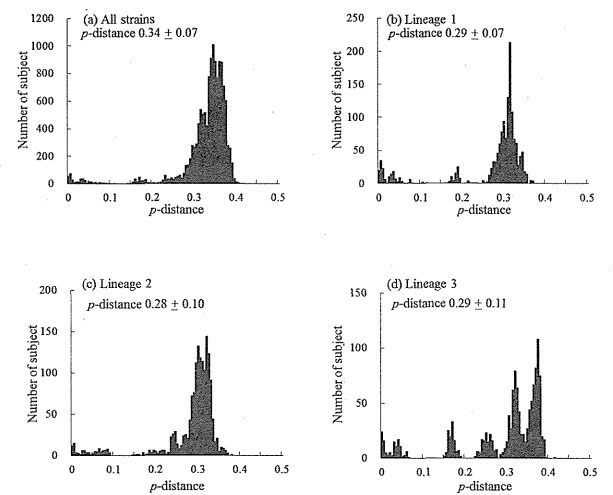 (a) All strains
p-distance 0.34 ± 0.07
1200
1000
800
600
400
200
0
Number of subject
0 0.1 0.2 0.3 0.4 0.5
p-distance
(b) Lineage 1
p-distance 0.29 ± 0.07
250
200
150
100
50
0
Number of subject
0 0.1 0.2 0.3 0.4 0.5
p-distance
(c) Lineage 2
p-distance 0.28 ± 0.10
200
150
100
50
0
Number of subject
0 0.1 0.2 0.3 0.4 0.5
p-distance
(d) Lineage 3
p-distance 0.29 ± 0.11
150
100
50
0
Number of subject
0 0.1 0.2 0.3 0.4 0.5
p-distance